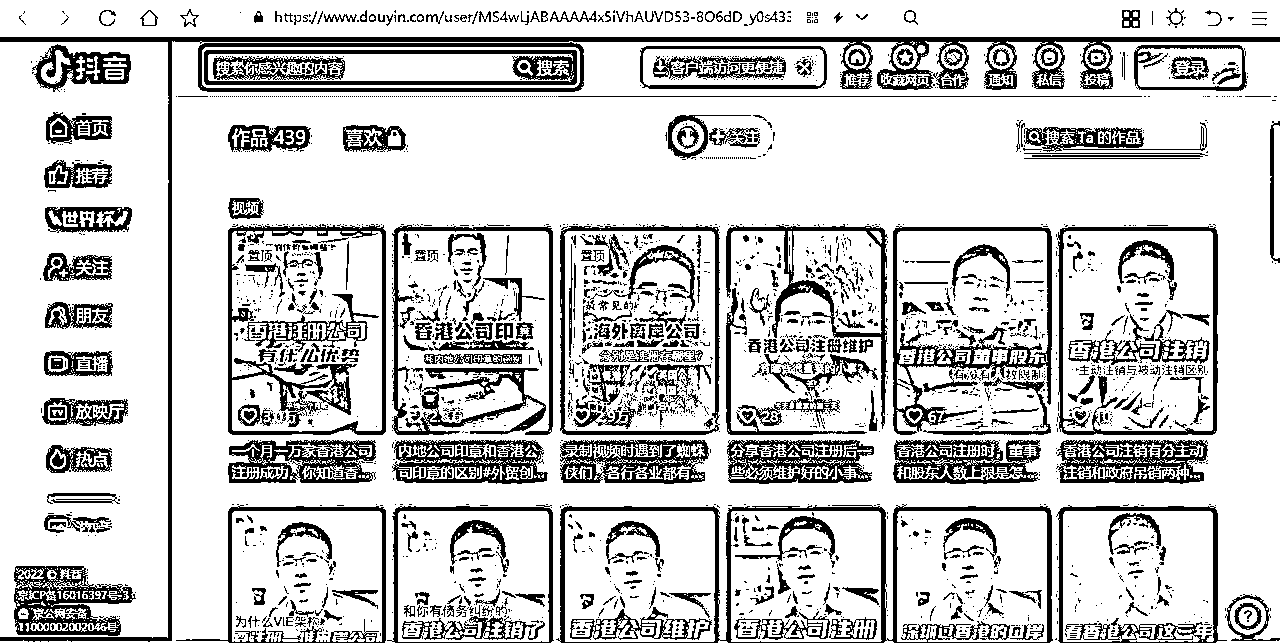 https://www.douyin.com/user/MS4wLjABAAAA4x5iVhAUVD53-8O6dD_y0s433
抖音
搜索你感兴趣的内容
搜索
客户端访问更便捷
推荐
收藏网页
合作
通知
私信
投稿
登录
首页
推荐
世界杯
关注
朋友
直播
放映厅
热点
2022 © 抖音
京ICP备16016397号-3
京公网安备
11000002002046号
作品 439
喜欢
关注
搜索 Ta 的作品
视频
置顶
香港注册公司
有什么优势
一个月一万家香港公司
注册成功，你知道香...
置顶
香港公司印章
内地公司印章和香港公
司印章的区别#外贸创...
置顶
海外离岸公司
录制视频时遇到了蜘蛛
侠们，各行各业都有...
香港公司注册维护
28
分享香港公司注册后一
些必须维护好的小事...
香港公司董事股东
有没有人数限制
67
香港公司注册时，董事
和股东人数上限是怎...
香港公司注销
主动注销与被动注销区别
香港公司注销有分主动
注销和政府吊销两种...
为什么VIE架构
和你有债务纠纷的
香港公司注销了
香港公司维护
香港公司注册
深圳过香港的口岸
看香港公司这三年